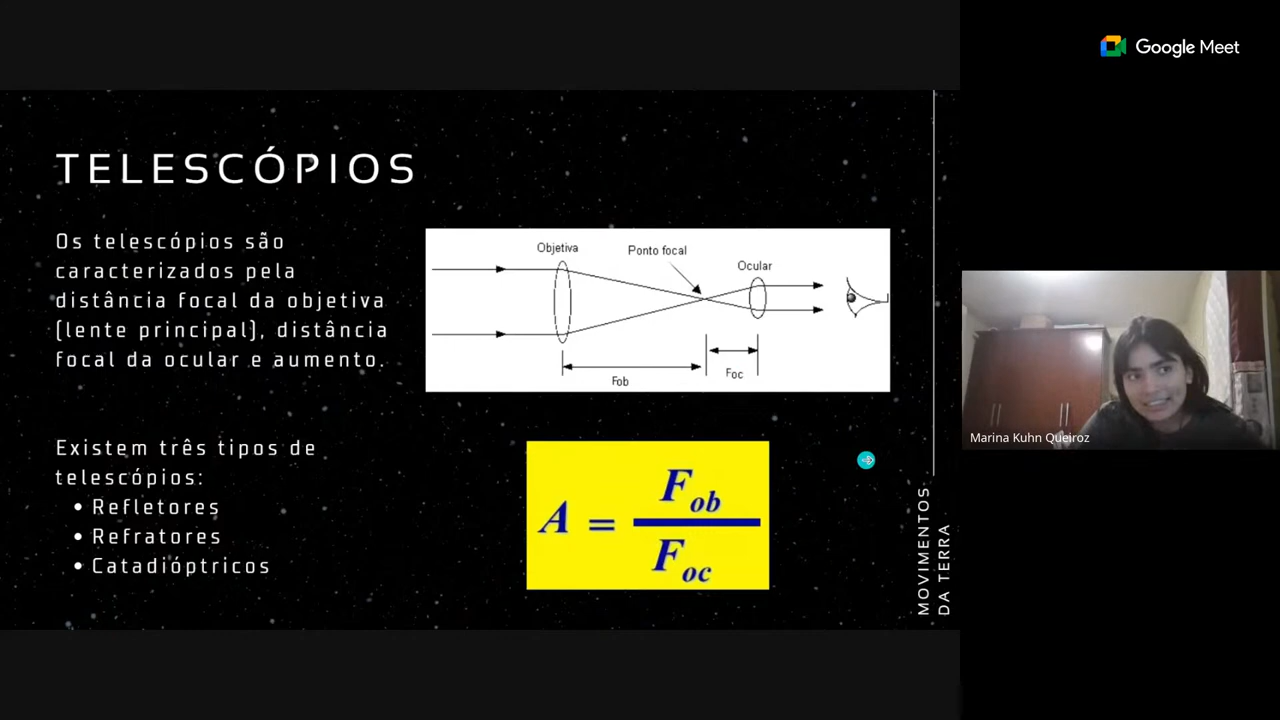 Google Meet
TELESCÓPIOS
Os telescópios são
caracterizados pela
distância focal da objetiva
(lente principal), distância
focal da ocular e aumento.
Objetiva
Ponto focal
Ocular
Fob
Foc
Existem três tipos de
telescópios:
• Refletores
• Refratores
• Catadióptricos
A = Fob
Foc
MOVIMENTOS
DA TERRA
Marina Kuhn Queiroz